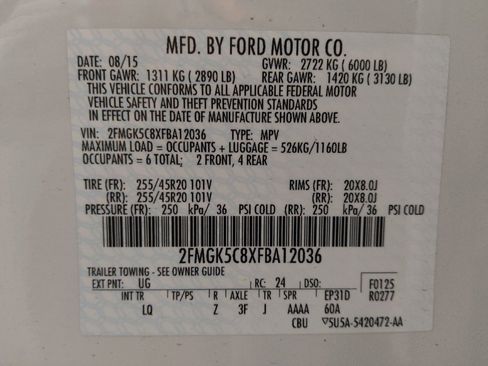 MFD. BY FORD MOTOR CO.
DATE: 08/15 GVWR: 2722 KG ( 6000 LB)
FRONT GAWR: 1311 KG ( 2890 LB) REAR GAWR: 1420 KG ( 3130 LB)
THIS VEHICLE CONFORMS TO ALL APPLICABLE FEDERAL MOTOR
VEHICLE SAFETY AND THEFT PREVENTION STANDARDS
IN EFFECT ON THE DATE OF MANUFACTURE SHOWN ABOVE.
VIN: 2FMGK5C8XFBA12036 TYPE: MPV
MAXIMUM LOAD = OCCUPANTS + LUGGAGE = 526KG/1160LB
OCCUPANTS = 6 TOTAL; 2 FRONT, 4 REAR
TIRE (FR): 255/45R20 101V RIMS (FR): 20X8.0J
(RR): 255/45R20 101V (RR): 20X8.0J
PRESSURE (FR): 250 kPa/ 36 PSI COLD (RR): 250 kPa/ 36 PSI COLD
2FMGK5C8XFBA12036
TRAILER TOWING - SEE OWNER GUIDE
EXT PNT: UG RC: 24 DSO: F0125
INT TR TP/PS R AXLE TR SPR EP31D R0277
LQ Z 3F J AAAA 60A
CBU ▽5U5A-5420472-AA